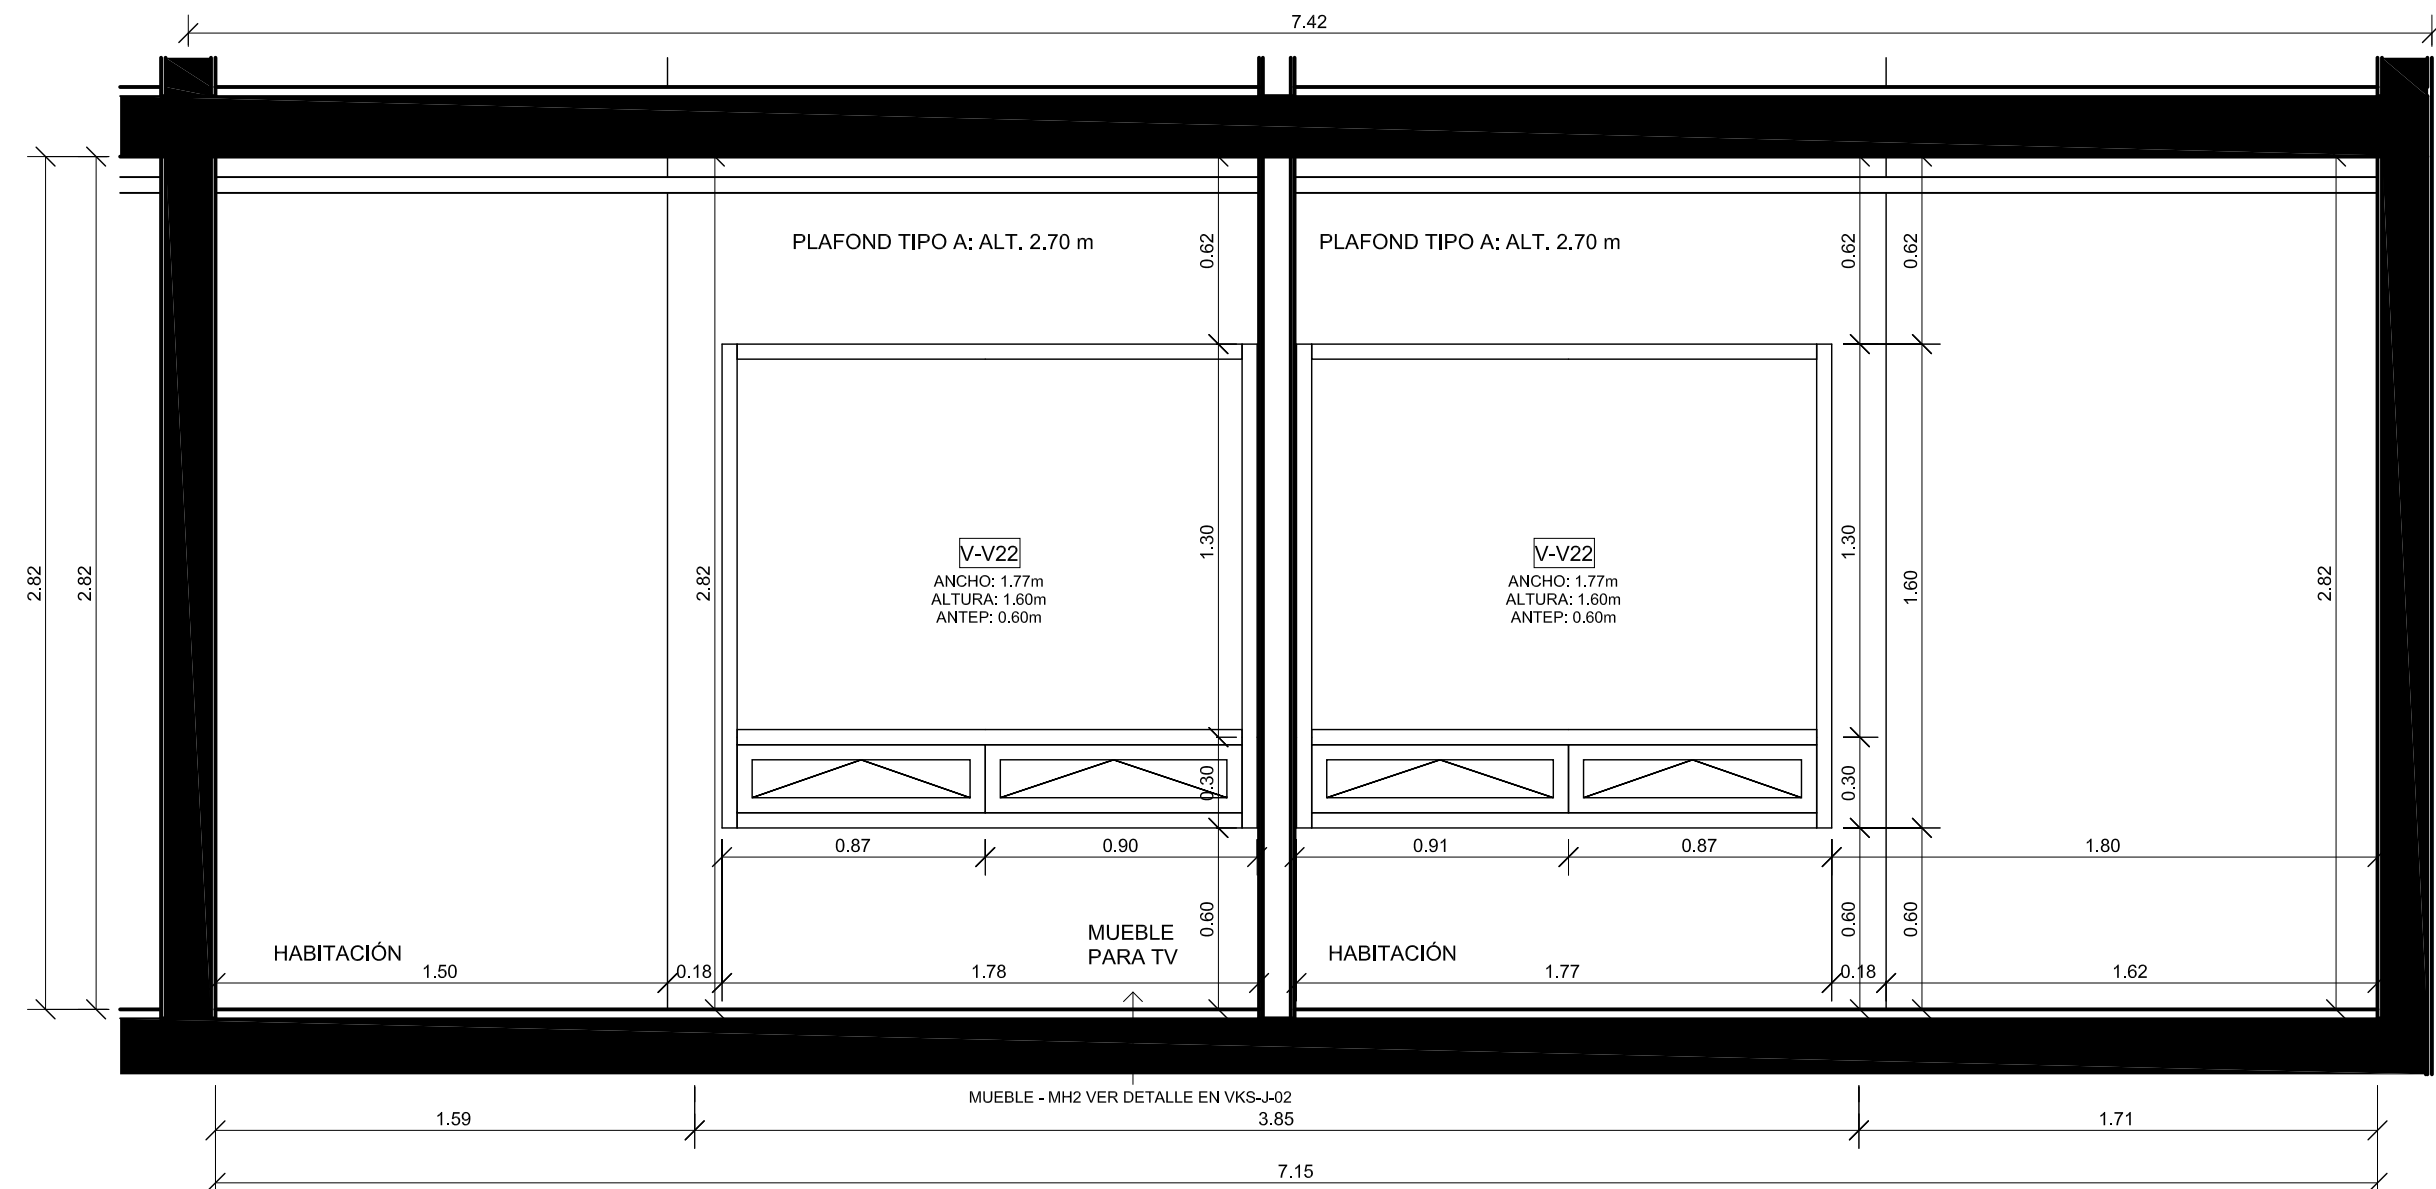 7.42
PLAFOND TIPO A: ALT. 2.70 m
PLAFOND TIPO A: ALT. 2.70 m
0.62
0.62
0.62
2.82
2.82
2.82
V-V22
ANCHO: 1.77m
ALTURA: 1.60m
ANTEP: 0.60m
1.30
V-V22
ANCHO: 1.77m
ALTURA: 1.60m
ANTEP: 0.60m
1.30
1.60
2.82
0.30
0.30
0.87
0.90
0.91
0.87
1.80
0.60
0.60
0.60
HABITACIÓN
MUEBLE
PARA TV
HABITACIÓN
1.50
0.18
1.78
1.77
0.18
1.62
MUEBLE - MH2 VER DETALLE EN VKS-J-02
1.59
3.85
1.71
7.15